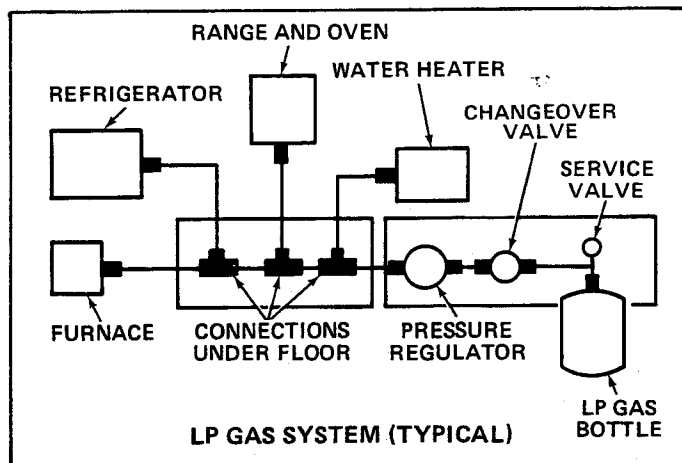 RANGE AND OVEN
WATER HEATER
REFRIGERATOR
CHANGEOVER
VALVE
SERVICE
VALVE
FURNACE
CONNECTIONS
UNDER FLOOR
PRESSURE
REGULATOR
LP GAS
BOTTLE
LP GAS SYSTEM (TYPICAL)